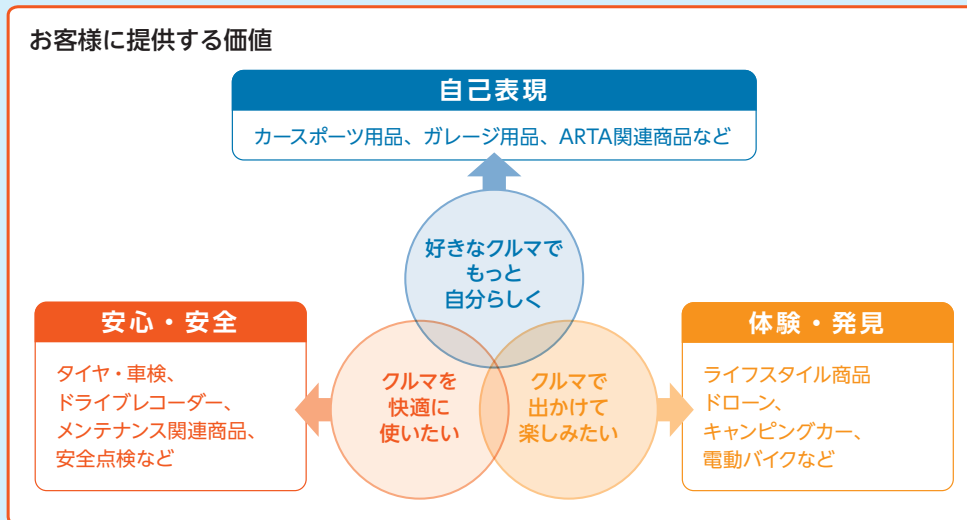 お客様に提供する価値
自己表現
カースポーツ用品、ガレージ用品、ARTA関連商品など
好きなクルマで
もっと
自分らしく
安心・安全
タイヤ・車検、
ドライブレコーダー、
メンテナンス関連商品、
安全点検など
クルマを
快適に
使いたい
クルマで
出かけて
楽しみたい
体験・発見
ライフスタイル商品
ドローン、
キャンピングカー、
電動バイクなど